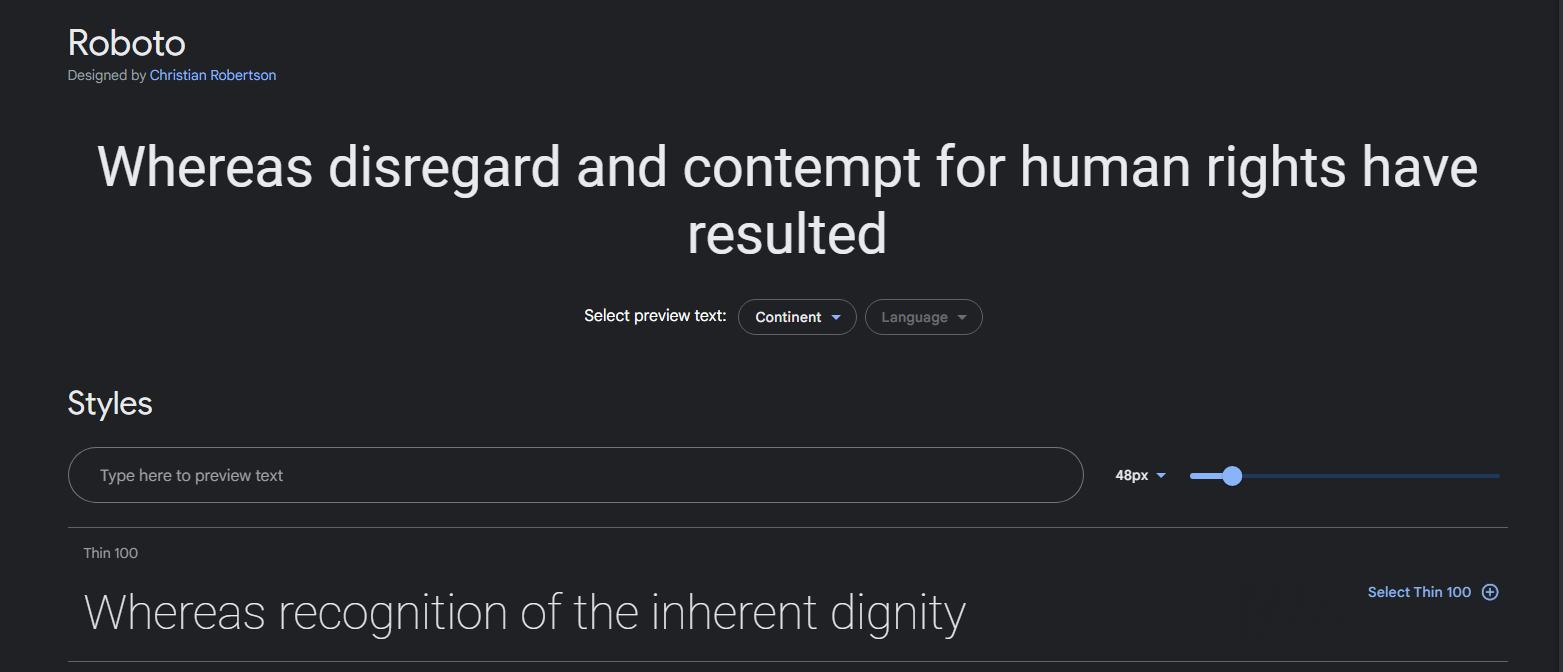 Roboto
Designed by Christian Robertson
Whereas disregard and contempt for human rights have
resulted
Select preview text: Continent Language
Styles
Type here to preview text 48px
Thin 100
Whereas recognition of the inherent dignity Select Thin 100